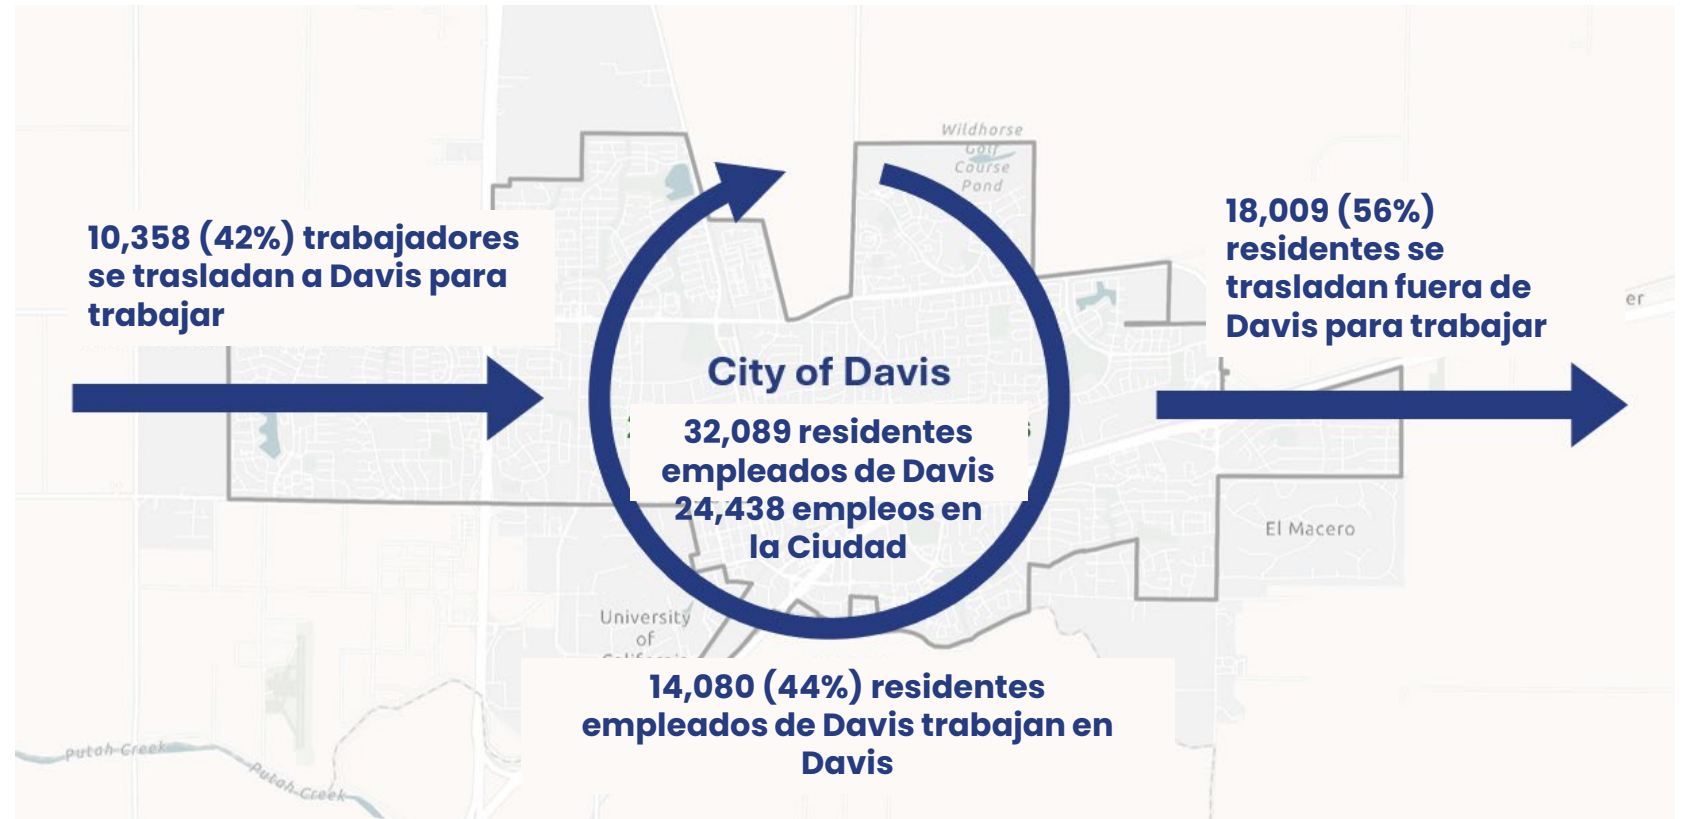 Wildhorse
Golf
Course
Pond
10,358 (42%) trabajadores
se trasladan a Davis para
trabajar
18,009 (56%)
residentes se
trasladan fuera de
Davis para trabajar
er
City of Davis
32,089 residentes
empleados de Davis
24,438 empleos en
la Ciudad
El Macero
University
of
14,080 (44%) residentes
empleados de Davis trabajan en
Davis
Putah Creek
Putah Creek